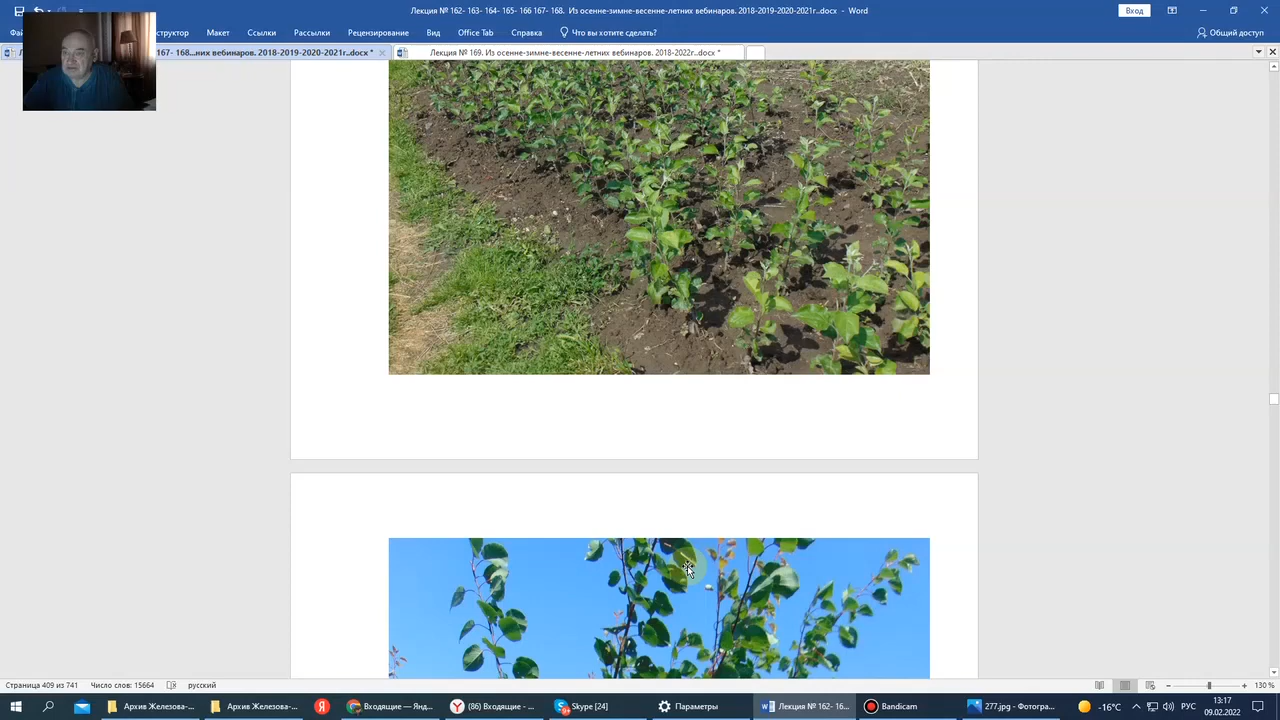 Лекция № 162- 163- 164- 165- 166 167- 168. Из осенне-зимне-весенне-летних вебинаров. 2018-2019-2020-2021г..docx - Word
Вход
структор Макет Ссылки Рассылки Рецензирование Вид Office Tab Справка Что вы хотите сделать? Общий доступ
167- 168...них вебинаров. 2018-2019-2020-2021г..docx *
Лекция № 169. Из осенне-зимне-весенне-летних вебинаров. 2018-2022г..docx *
Страница 409 из 741 Число слов: 15664 русский 130 %
Архив Железова-... Архив Железова-... Входящие — Янд... (86) Входящие - ... Skype [24] Параметры Лекция № 162- 16... Bandicam 277.jpg - Фотогра... -16°C РУС
13:17
09.02.2022